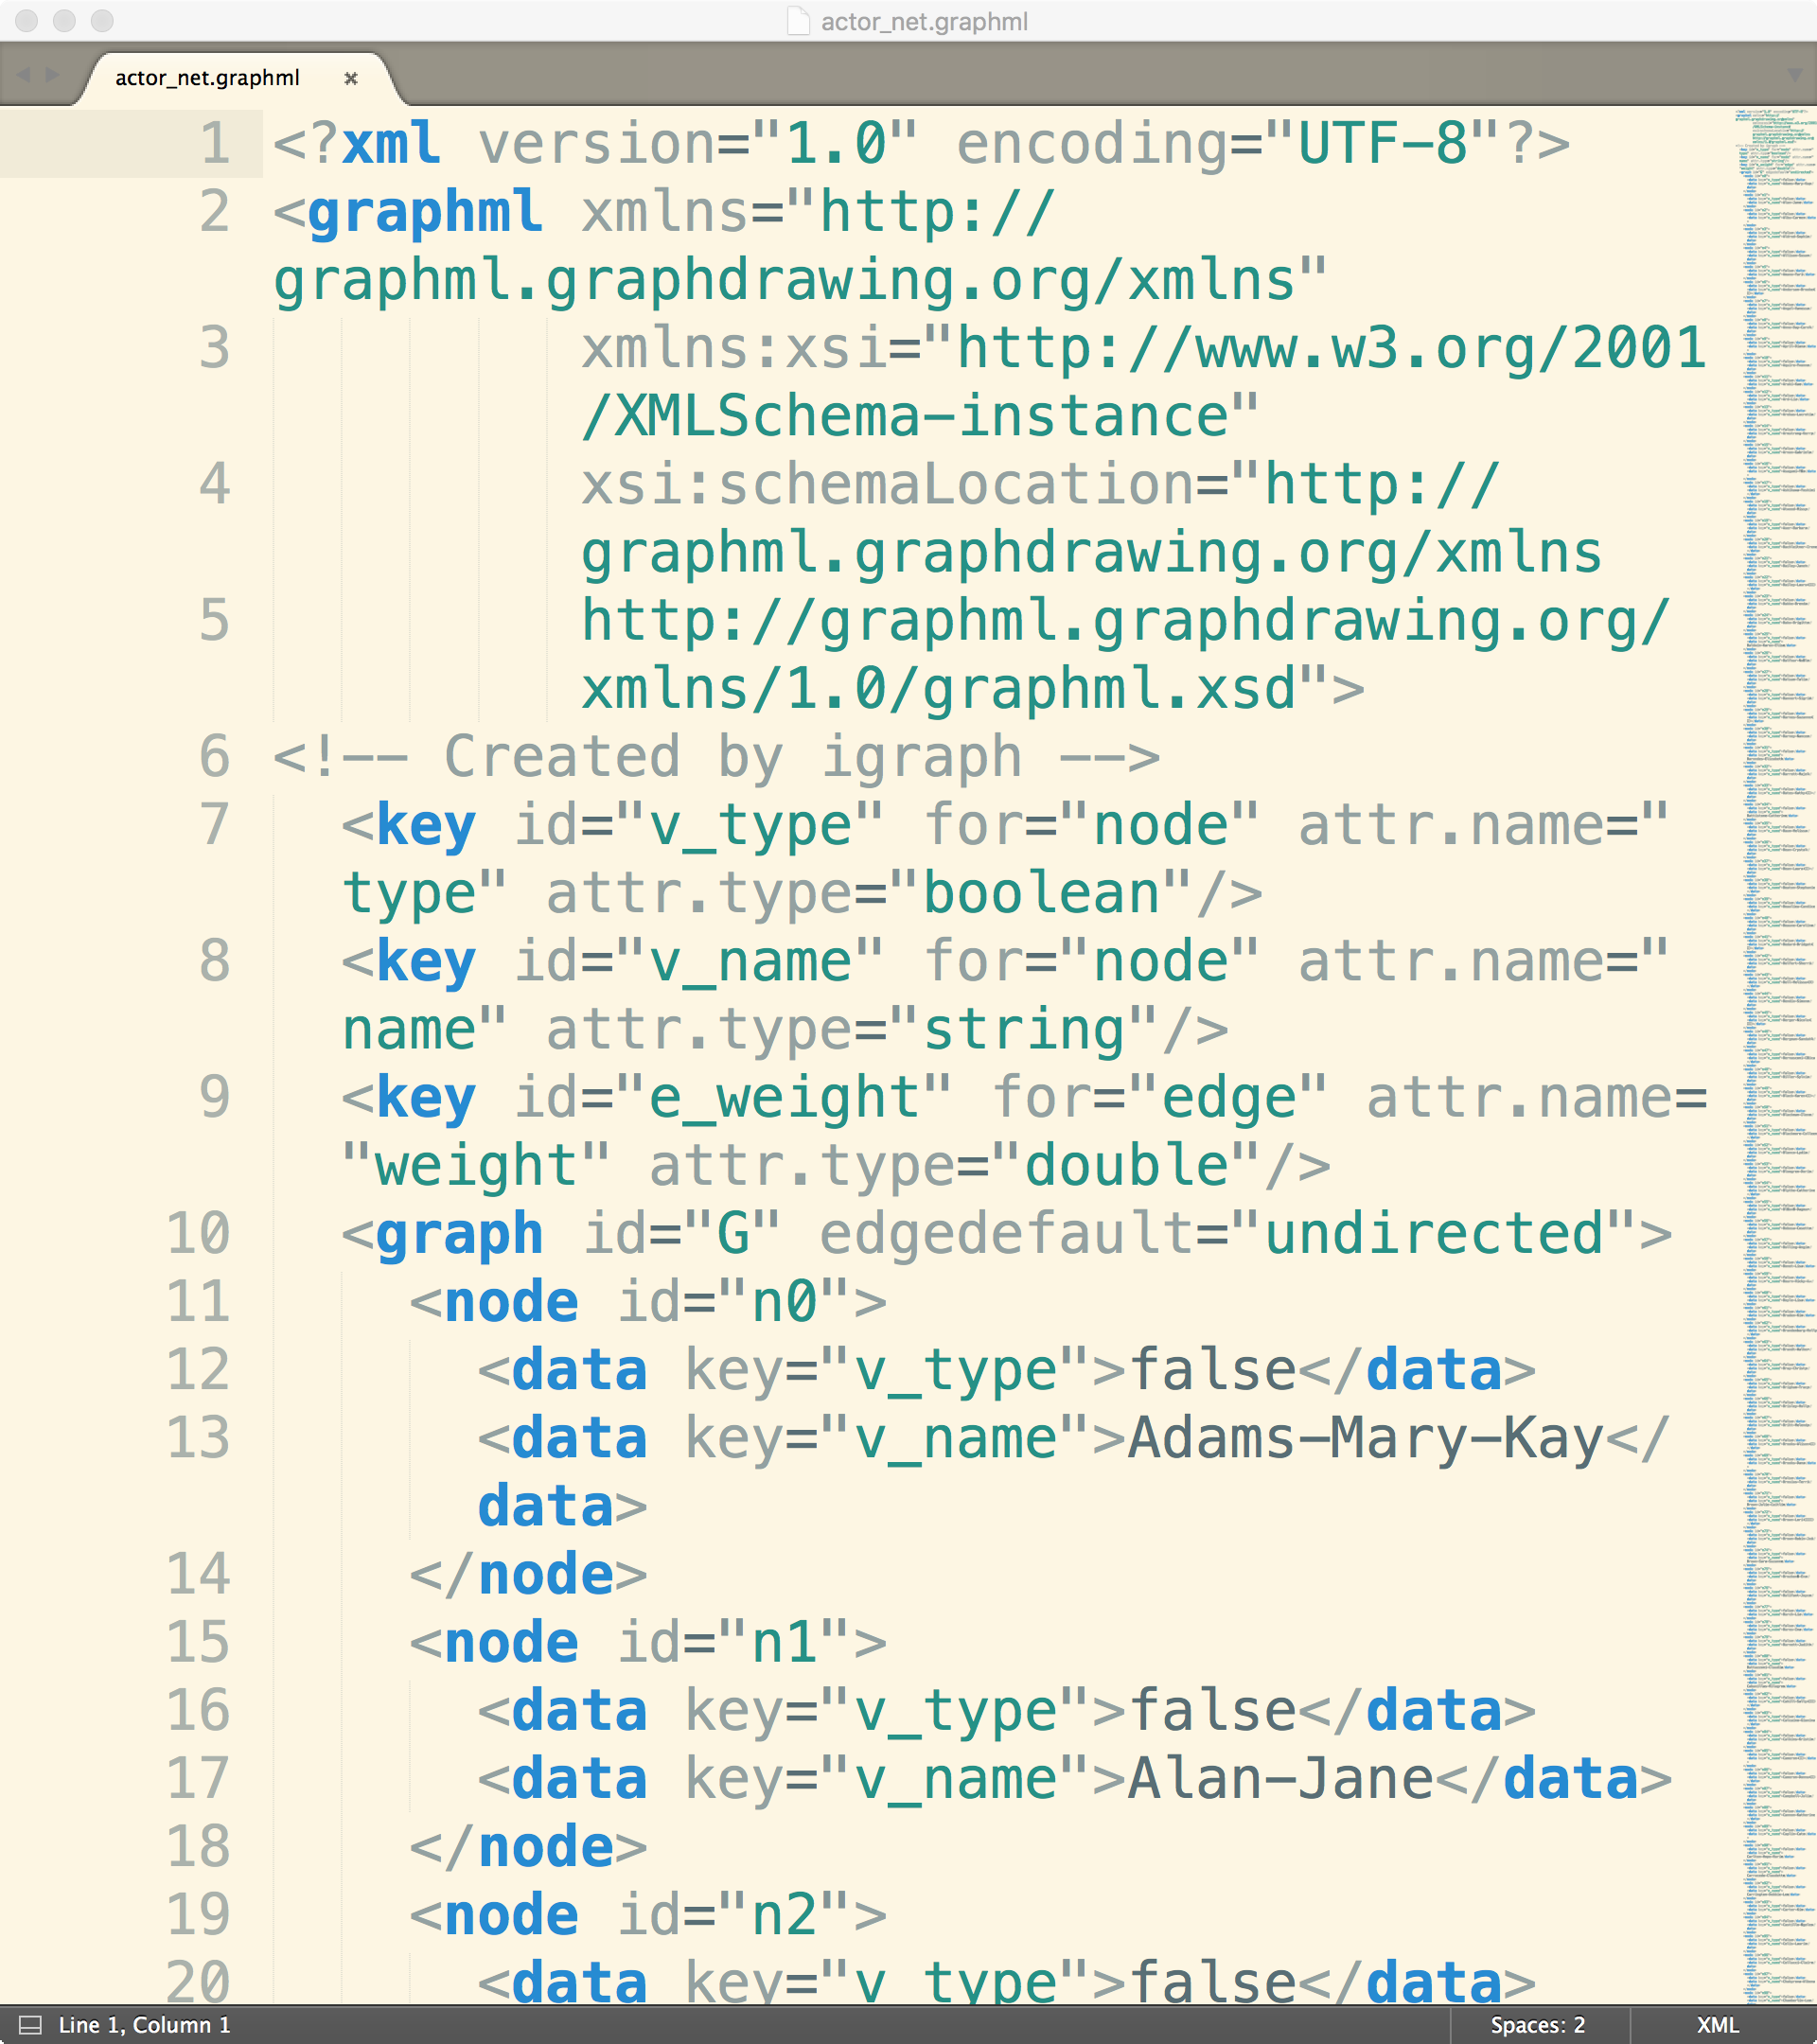 actor_net.graphml
actor_net.graphml ×
1 <?xml version="1.0" encoding="UTF-8"?>
2 <graphml xmlns="http://
graphml.graphdrawing.org/xmlns"
3 xmlns:xsi="http://www.w3.org/2001
/XMLSchema-instance"
4 xsi:schemaLocation="http://
graphml.graphdrawing.org/xmlns
5 http://graphml.graphdrawing.org/
xmlns/1.0/graphml.xsd">
6 <!-- Created by igraph -->
7 <key id="v_type" for="node" attr.name="
type" attr.type="boolean"/>
8 <key id="v_name" for="node" attr.name="
name" attr.type="string"/>
9 <key id="e_weight" for="edge" attr.name=
"weight" attr.type="double"/>
10 <graph id="G" edgedefault="undirected">
11 <node id="n0">
12 <data key="v_type">false</data>
13 <data key="v_name">Adams-Mary-Kay</
data>
14 </node>
15 <node id="n1">
16 <data key="v_type">false</data>
17 <data key="v_name">Alan-Jane</data>
18 </node>
19 <node id="n2">
20 <data key="v_type">false</data>
Line 1, Column 1 Spaces: 2 XML